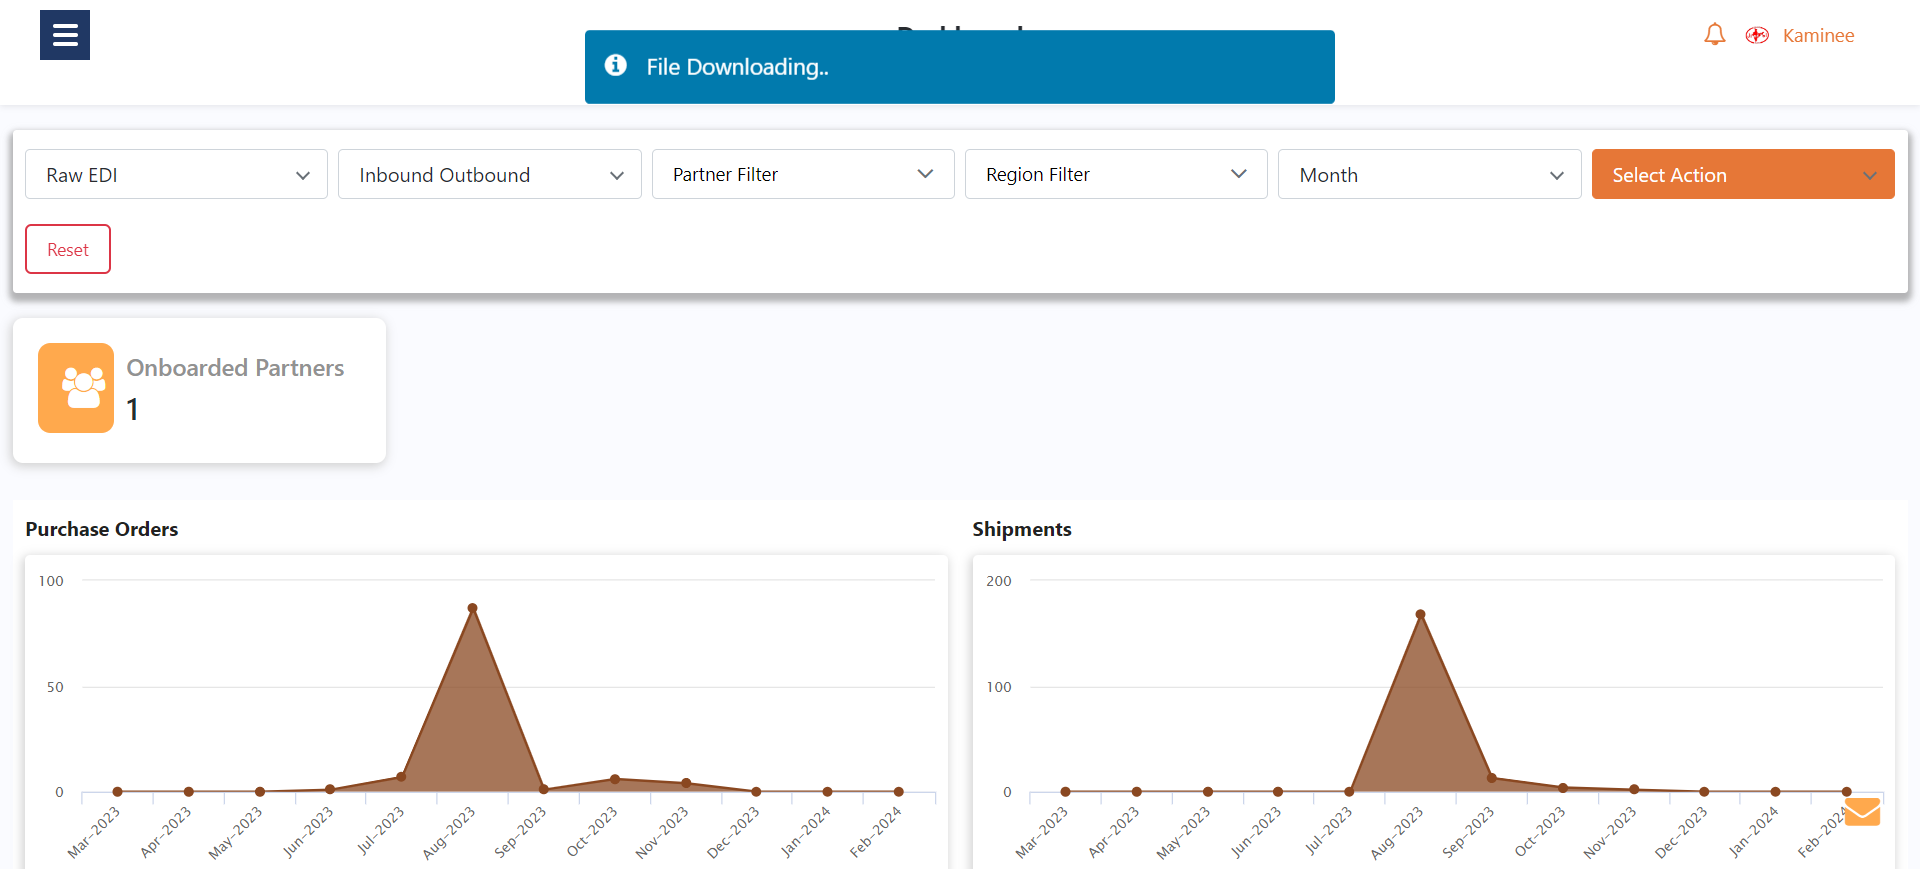 File Downloading..
Kaminee
Raw EDI
Inbound Outbound
Partner Filter
Region Filter
Month
Select Action
Reset
Onboarded Partners
1
Purchase Orders
100
50
0
Mar-2023
Apr-2023
May-2023
Jun-2023
Jul-2023
Aug-2023
Sep-2023
Oct-2023
Nov-2023
Dec-2023
Jan-2024
Feb-2024
Shipments
200
100
0
Mar-2023
Apr-2023
May-2023
Jun-2023
Jul-2023
Aug-2023
Sep-2023
Oct-2023
Nov-2023
Dec-2023
Jan-2024
Feb-2024